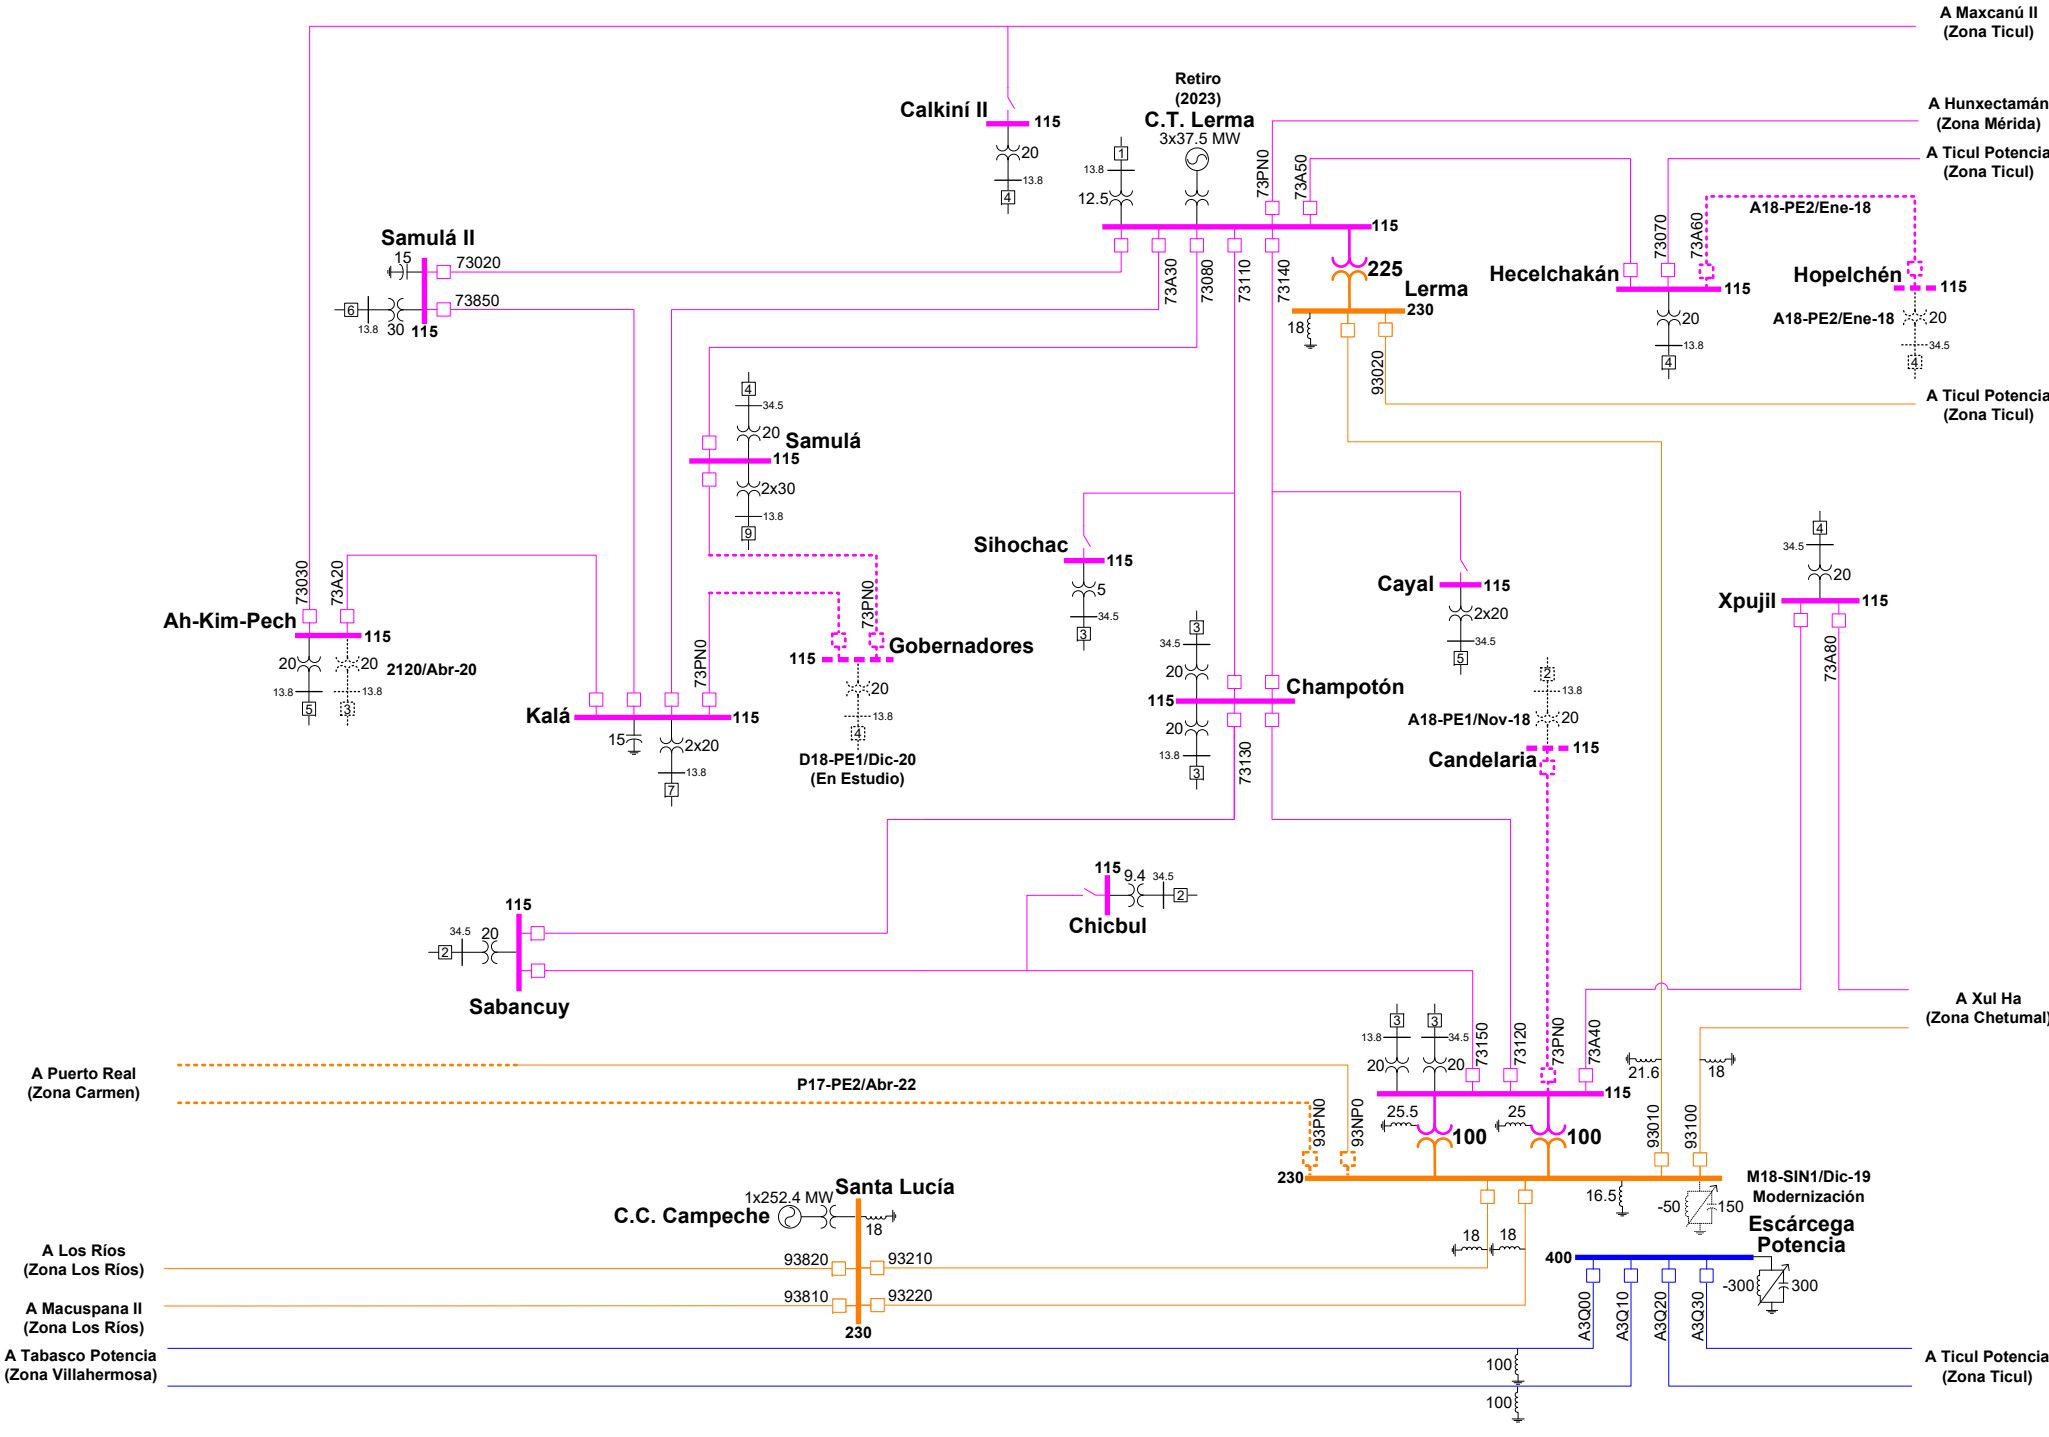 A Maxcanú II
(Zona Ticul)
Retiro
(2023)
C.T. Lerma
3x37.5 MW
Calkiní II
115
20
13.8
4
A Hunxectamán
(Zona Mérida)
A Ticul Potencia
(Zona Ticul)
1
13.8
12.5
73PN0
73A50
115
73070
73A60
A18-PE2/Ene-18
Samulá II
15
73020
73850
6
13.8
30
115
73A30
73080
73110
73140
225
Lerma
230
18
93020
Hecelchakán
115
20
13.8
4
Hopelchén
115
A18-PE2/Ene-18
20
34.5
4
A Ticul Potencia
(Zona Ticul)
4
34.5
20
Samulá
115
2x30
13.8
9
Sihochac
115
5
34.5
3
Cayal
115
2x20
34.5
5
4
34.5
20
Xpujil
115
73A80
73030
73A20
Ah-Kim-Pech
115
20
20
2120/Abr-20
13.8
13.8
5
3
73PN0
73PN0
Gobernadores
115
20
13.8
4
D18-PE1/Dic-20
(En Estudio)
Kalá
115
15
2x20
13.8
7
3
34.5
20
Champotón
115
20
13.8
3
73130
2
13.8
A18-PE1/Nov-18
20
115
Candelaria
115
9.4
34.5
2
Chicbul
115
34.5
20
2
Sabancuy
A Xul Ha
(Zona Chetumal)
3
3
13.8
34.5
20
20
73150
73120
73PN0
73A40
21.6
18
115
A Puerto Real
(Zona Carmen)
P17-PE2/Abr-22
93PN0
93NP0
25.5
25
100
100
93010
93100
230
M18-SIN1/Dic-19
Modernización
16.5
-50
150
Santa Lucía
1x252.4 MW
C.C. Campeche
18
18
18
Escárcega
Potencia
400
-300
300
A Los Ríos
(Zona Los Ríos)
93820
93210
A Macuspana II
(Zona Los Ríos)
93810
93220
230
A3Q00
A3Q10
A3Q20
A3Q30
A Tabasco Potencia
(Zona Villahermosa)
100
100
A Ticul Potencia
(Zona Ticul)